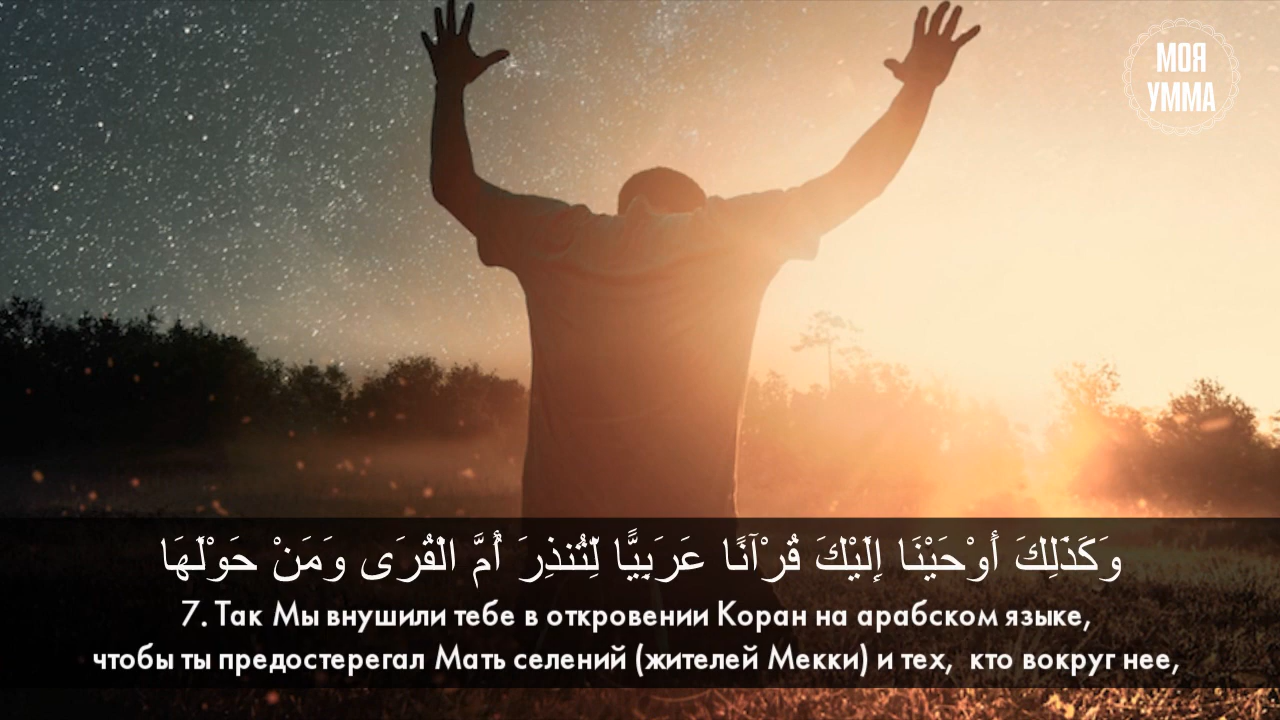 МОЯ
УММА
وَكَذَلِكَ أَوْحَيْنَا إِلَيْكَ قُرْآنًا عَرَبِيًّا لِّتُنذِرَ أُمَّ الْقُرَى وَمَنْ حَوْلَهَا
7. Так Мы внушили тебе в откровении Коран на арабском языке,
чтобы ты предостерегал Мать селений (жителей Мекки) и тех, кто вокруг нее,